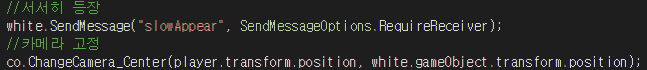 //서서히 등장
white.SendMessage("slowAppear", SendMessageOptions.RequireReceiver);
//카메라 고정
co.ChangeCamera_Center(player.transform.position, white.gameObject.transform.position);